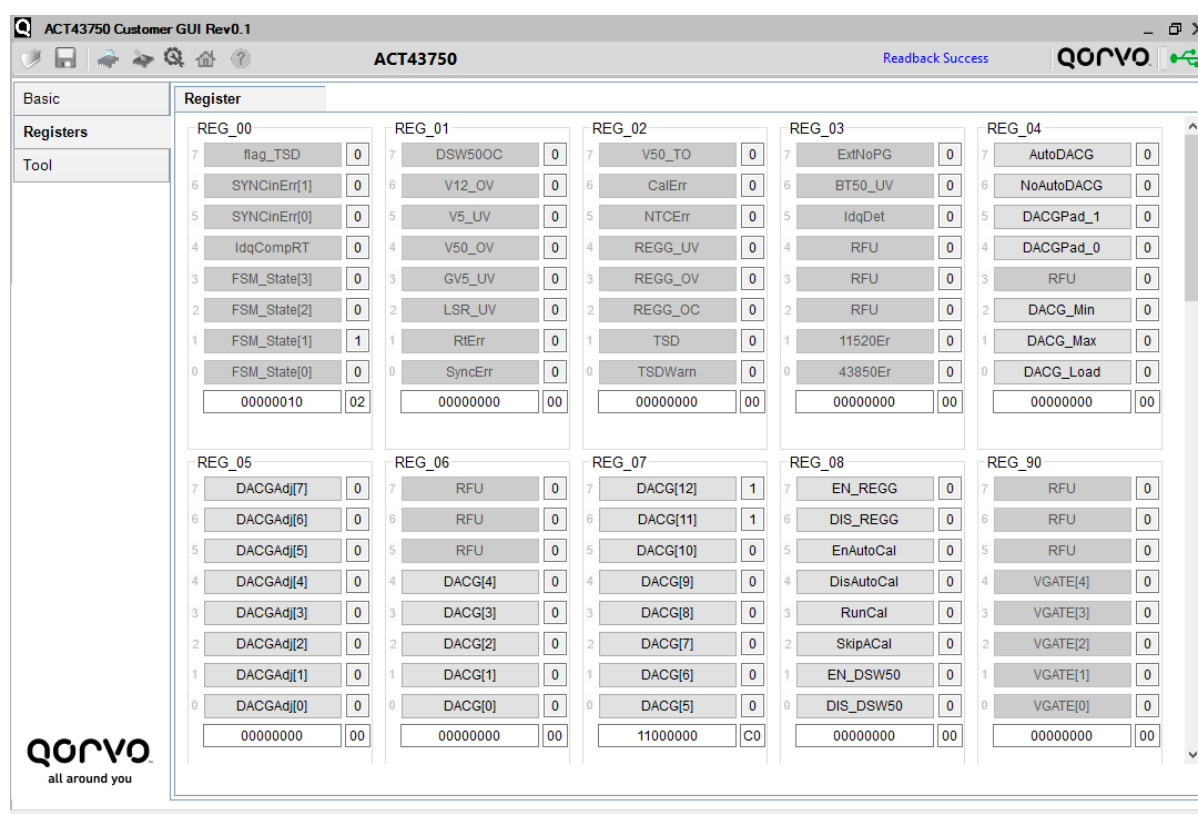 ACT43750 Customer GUI Rev0.1
ACT43750 Readback Success QORVO
Basic
Registers
Tool
Register
REG_00 REG_01 REG_02 REG_03 REG_04
7 flag_TSD 0 7 DSW50OC 0 7 V50_TO 0 7 ExtNoPG 0 7 AutoDACG 0
6 SYNCinErr[1] 0 6 V12_OV 0 6 CalErr 0 6 BT50_UV 0 6 NoAutoDACG 0
5 SYNCinErr[0] 0 5 V5_UV 0 5 NTCErr 0 5 IdqDet 0 5 DACGPad_1 0
4 IdqCompRT 0 4 V50_OV 0 4 REGG_UV 0 4 RFU 0 4 DACGPad_0 0
3 FSM_State[3] 0 3 GV5_UV 0 3 REGG_OV 0 3 RFU 0 3 RFU 0
2 FSM_State[2] 0 2 LSR_UV 0 2 REGG_OC 0 2 RFU 0 2 DACG_Min 0
1 FSM_State[1] 1 1 RtErr 0 1 TSD 0 1 11520Er 0 1 DACG_Max 0
0 FSM_State[0] 0 0 SyncErr 0 0 TSDWarn 0 0 43850Er 0 0 DACG_Load 0
00000010 02 00000000 00 00000000 00 00000000 00 00000000 00
REG_05 REG_06 REG_07 REG_08 REG_90
7 DACGAdj[7] 0 7 RFU 0 7 DACG[12] 1 7 EN_REGG 0 7 RFU 0
6 DACGAdj[6] 0 6 RFU 0 6 DACG[11] 1 6 DIS_REGG 0 6 RFU 0
5 DACGAdj[5] 0 5 RFU 0 5 DACG[10] 0 5 EnAutoCal 0 5 RFU 0
4 DACGAdj[4] 0 4 DACG[4] 0 4 DACG[9] 0 4 DisAutoCal 0 4 VGATE[4] 0
3 DACGAdj[3] 0 3 DACG[3] 0 3 DACG[8] 0 3 RunCal 0 3 VGATE[3] 0
2 DACGAdj[2] 0 2 DACG[2] 0 2 DACG[7] 0 2 SkipACal 0 2 VGATE[2] 0
1 DACGAdj[1] 0 1 DACG[1] 0 1 DACG[6] 0 1 EN_DSW50 0 1 VGATE[1] 0
0 DACGAdj[0] 0 0 DACG[0] 0 0 DACG[5] 0 0 DIS_DSW50 0 0 VGATE[0] 0
00000000 00 00000000 00 11000000 C0 00000000 00 00000000 00
QORVO
all around you